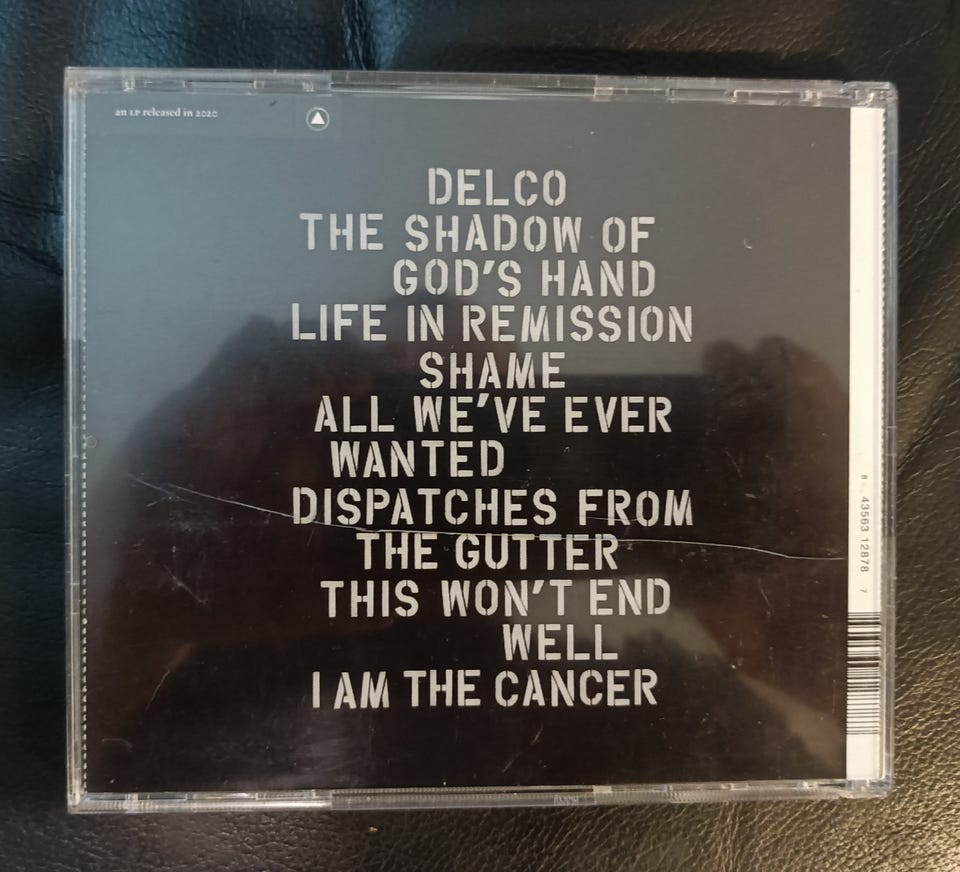 an LP released in 2020
DELCO
THE SHADOW OF
GOD'S HAND
LIFE IN REMISSION
SHAME
ALL WE'VE EVER
WANTED
DISPATCHES FROM
THE GUTTER
THIS WON'T END
WELL
I AM THE CANCER
43563 12878 7